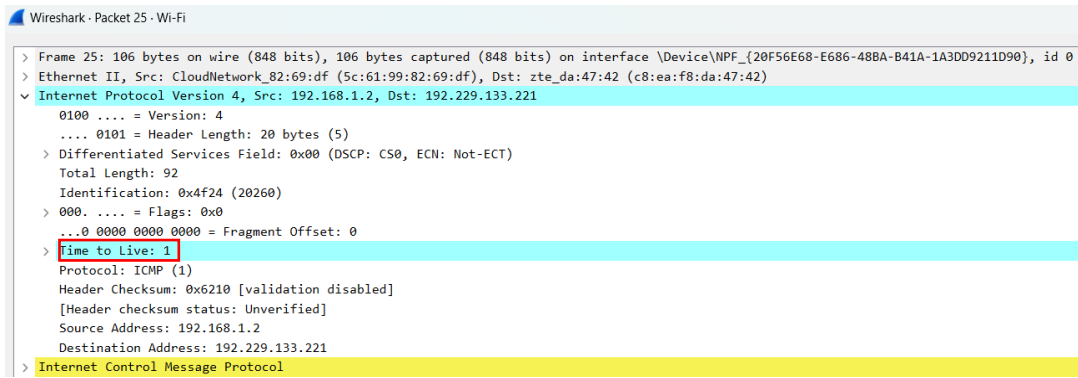 Wireshark · Packet 25 · Wi-Fi
Frame 25: 106 bytes on wire (848 bits), 106 bytes captured (848 bits) on interface \Device\NPF_{20F56E68-E686-48BA-B41A-1A3DD9211D90}, id 0
Ethernet II, Src: CloudNetwork_82:69:df (5c:61:99:82:69:df), Dst: zte_da:47:42 (c8:ea:f8:da:47:42)
Internet Protocol Version 4, Src: 192.168.1.2, Dst: 192.229.133.221
0100 .... = Version: 4
.... 0101 = Header Length: 20 bytes (5)
Differentiated Services Field: 0x00 (DSCP: CS0, ECN: Not-ECT)
Total Length: 92
Identification: 0x4f24 (20260)
000. .... = Flags: 0x0
...0 0000 0000 0000 = Fragment Offset: 0
Time to Live: 1
Protocol: ICMP (1)
Header Checksum: 0x6210 [validation disabled]
[Header checksum status: Unverified]
Source Address: 192.168.1.2
Destination Address: 192.229.133.221
Internet Control Message Protocol